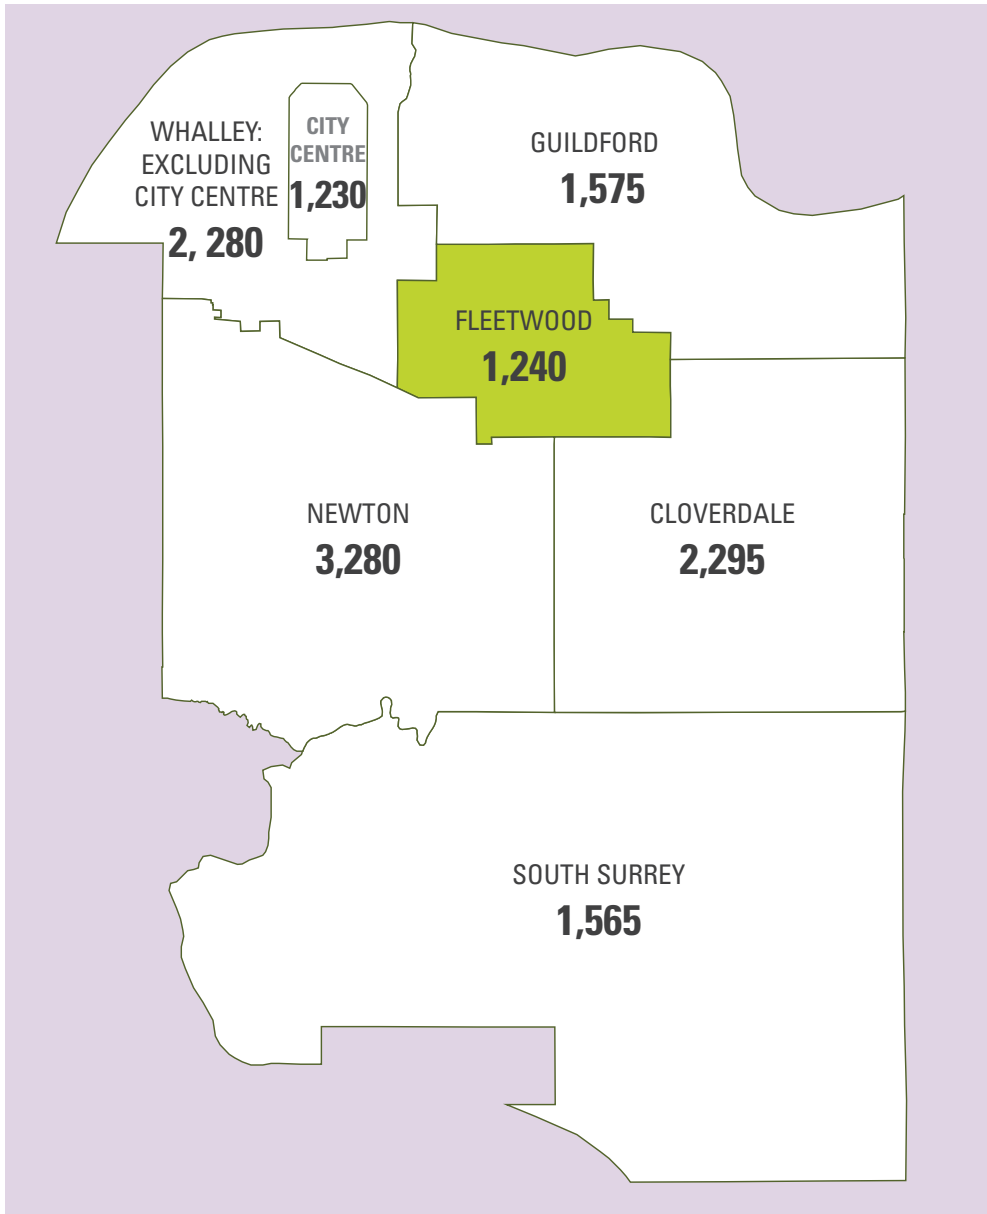 WHALLEY:
EXCLUDING
CITY CENTRE
2, 280
CITY
CENTRE
1,230
GUILDFORD
1,575
FLEETWOOD
1,240
NEWTON
3,280
CLOVERDALE
2,295
SOUTH SURREY
1,565